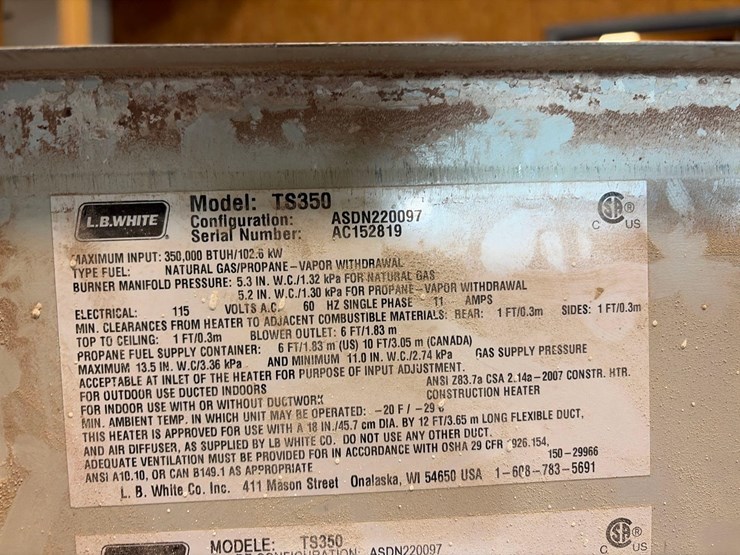 L.B.WHITE
Model: TS350
Configuration: ASDN220097
Serial Number: AC152819
C SA ® US
MAXIMUM INPUT: 350,000 BTUH/102.6 kW
TYPE FUEL: NATURAL GAS/PROPANE-VAPOR WITHDRAWAL
BURNER MANIFOLD PRESSURE: 5.3 IN. W.C./1.32 kPa FOR NATURAL GAS
5.2 IN. W.C./1.30 kPa FOR PROPANE-VAPOR WITHDRAWAL
ELECTRICAL: 115 VOLTS A.C. 60 HZ SINGLE PHASE 11 AMPS
MIN. CLEARANCES FROM HEATER TO ADJACENT COMBUSTIBLE MATERIALS: REAR: 1 FT/0.3m SIDES: 1 FT/0.3m
TOP TO CEILING: 1 FT/0.3m BLOWER OUTLET: 6 FT/1.83 m
PROPANE FUEL SUPPLY CONTAINER: 6 FT/1.83 m (US) 10 FT/3.05 m (CANADA)
MAXIMUM 13.5 IN. W.C/3.36 kPa AND MINIMUM 11.0 IN. W.C./2.74 kPa GAS SUPPLY PRESSURE
ACCEPTABLE AT INLET OF THE HEATER FOR PURPOSE OF INPUT ADJUSTMENT.
FOR OUTDOOR USE DUCTED INDOORS ANSI Z83.7a CSA 2.14a-2007 CONSTR. HTR.
FOR INDOOR USE WITH OR WITHOUT DUCTWORK CONSTRUCTION HEATER
MIN. AMBIENT TEMP. IN WHICH UNIT MAY BE OPERATED: -20 F / -29
THIS HEATER IS APPROVED FOR USE WITH A 18 IN./45.7 cm DIA. BY 12 FT/3.65 m LONG FLEXIBLE DUCT,
AND AIR DIFFUSER, AS SUPPLIED BY LB WHITE CO. DO NOT USE ANY OTHER DUCT.
ADEQUATE VENTILATION MUST BE PROVIDED FOR IN ACCORDANCE WITH OSHA 29 CFR 1926.154,
ANSI A10.10, OR CAN B149.1 AS APPROPRIATE 150-29966
L. B. White Co. Inc. 411 Mason Street Onalaska, WI 54650 USA 1-608-783-5691
L.B.WHITE
MODELE: TS350
CONFIGURATION: ASDN220097
C SA ® US